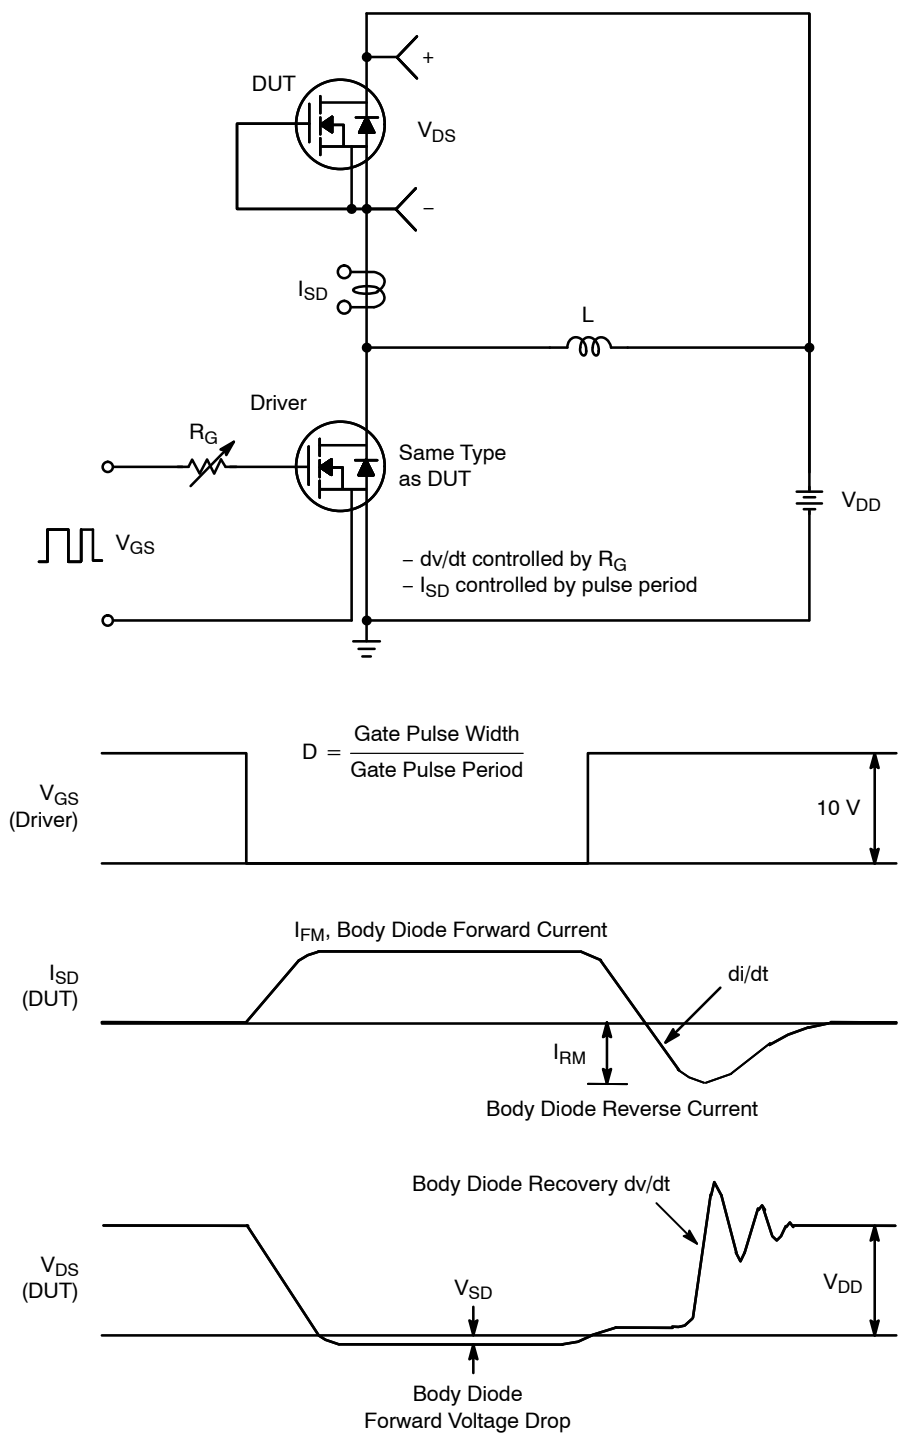 +
DUT
V_DS
−
I_SD
L
Driver
R_G
Same Type
as DUT
V_DD
V_GS
− dv/dt controlled by R_G
− I_SD controlled by pulse period
D = Gate Pulse Width
Gate Pulse Period
V_GS
(Driver)
10 V
I_FM, Body Diode Forward Current
I_SD
(DUT)
di/dt
I_RM
Body Diode Reverse Current
Body Diode Recovery dv/dt
V_DS
(DUT)
V_SD
V_DD
Body Diode
Forward Voltage Drop